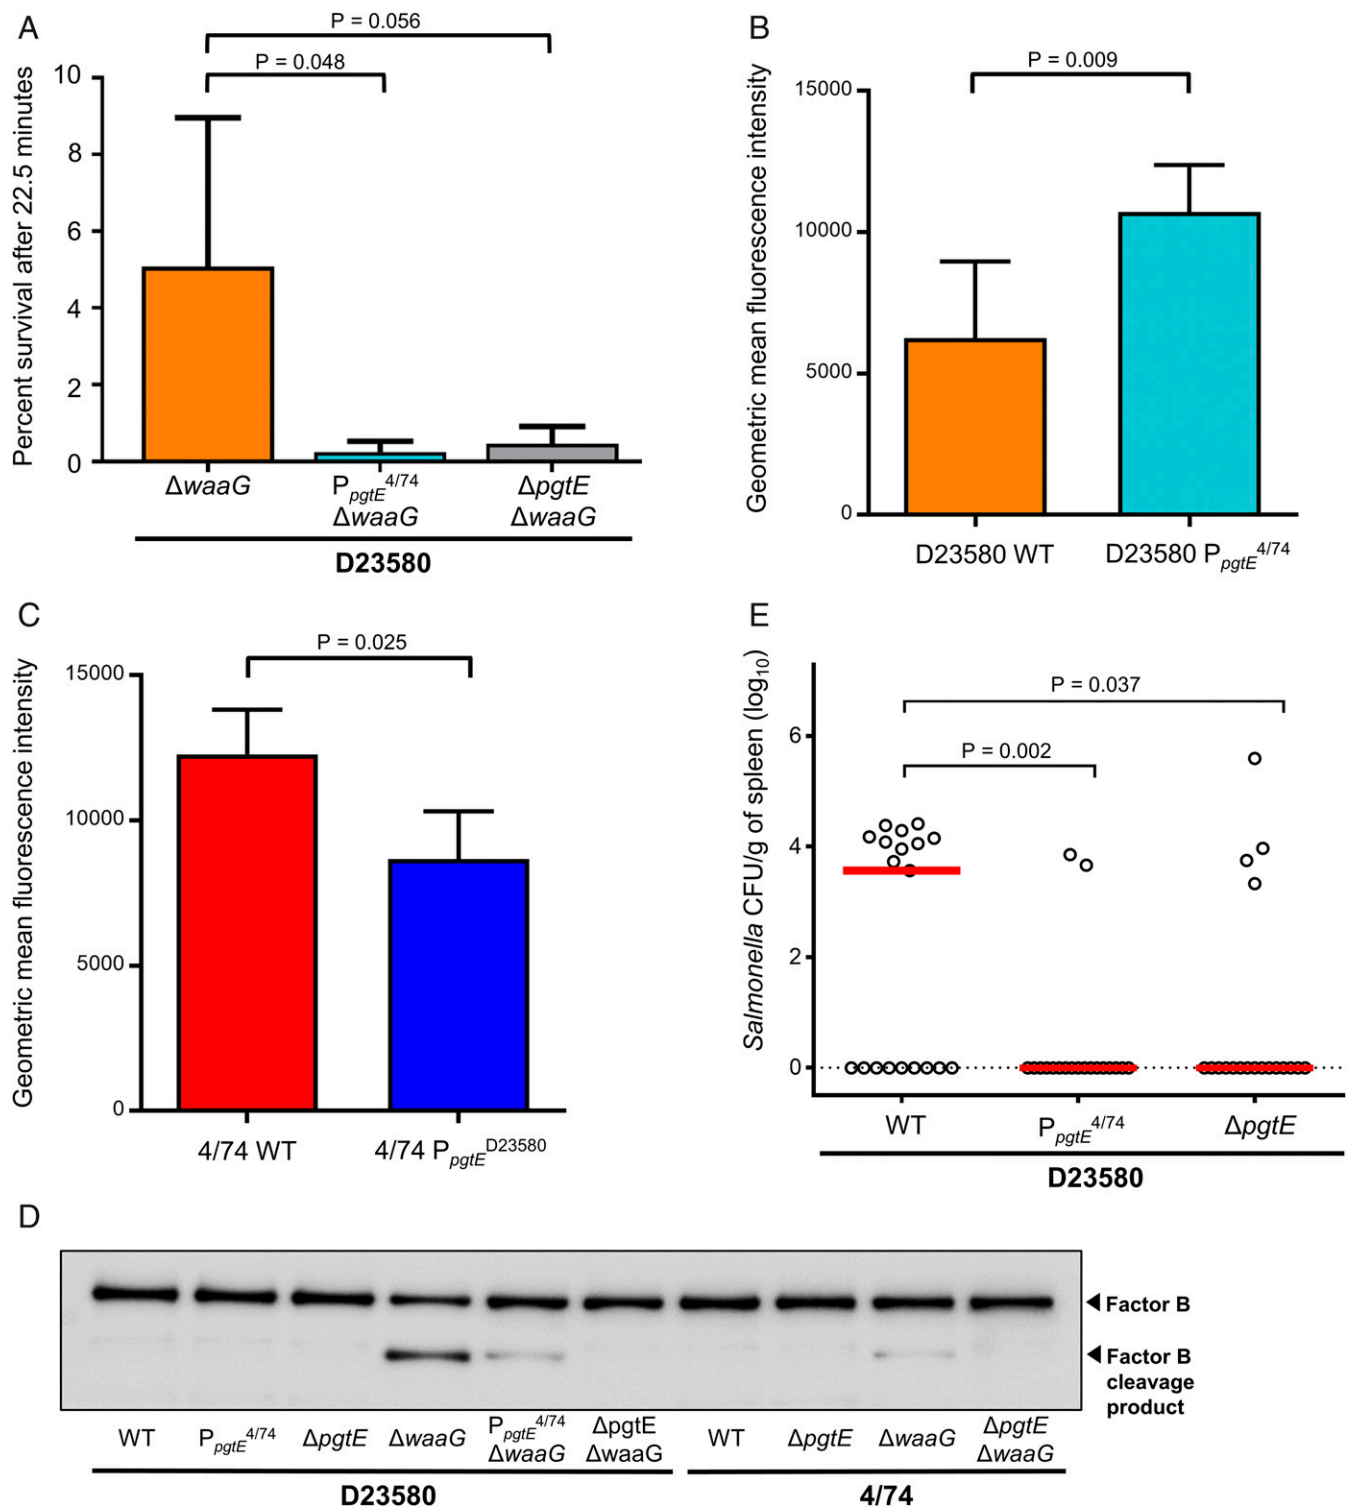 A
P = 0.056
P = 0.048
Percent survival after 22.5 minutes
10
8
6
4
2
0
ΔwaaG
PpgtE4/74
ΔwaaG
ΔpgtE
ΔwaaG
D23580
B
P = 0.009
Geometric mean fluorescence intensity
15000
10000
5000
0
D23580 WT
D23580 PpgtE4/74
C
P = 0.025
Geometric mean fluorescence intensity
15000
10000
5000
0
4/74 WT
4/74 PpgtED23580
E
P = 0.037
P = 0.002
Salmonella CFU/g of spleen (log10)
6
4
2
0
WT
PpgtE4/74
ΔpgtE
D23580
D
Factor B
Factor B
cleavage
product
WT
PpgtE4/74
ΔpgtE
ΔwaaG
PpgtE4/74
ΔwaaG
ΔpgtE
ΔwaaG
WT
ΔpgtE
ΔwaaG
ΔpgtE
ΔwaaG
D23580
4/74